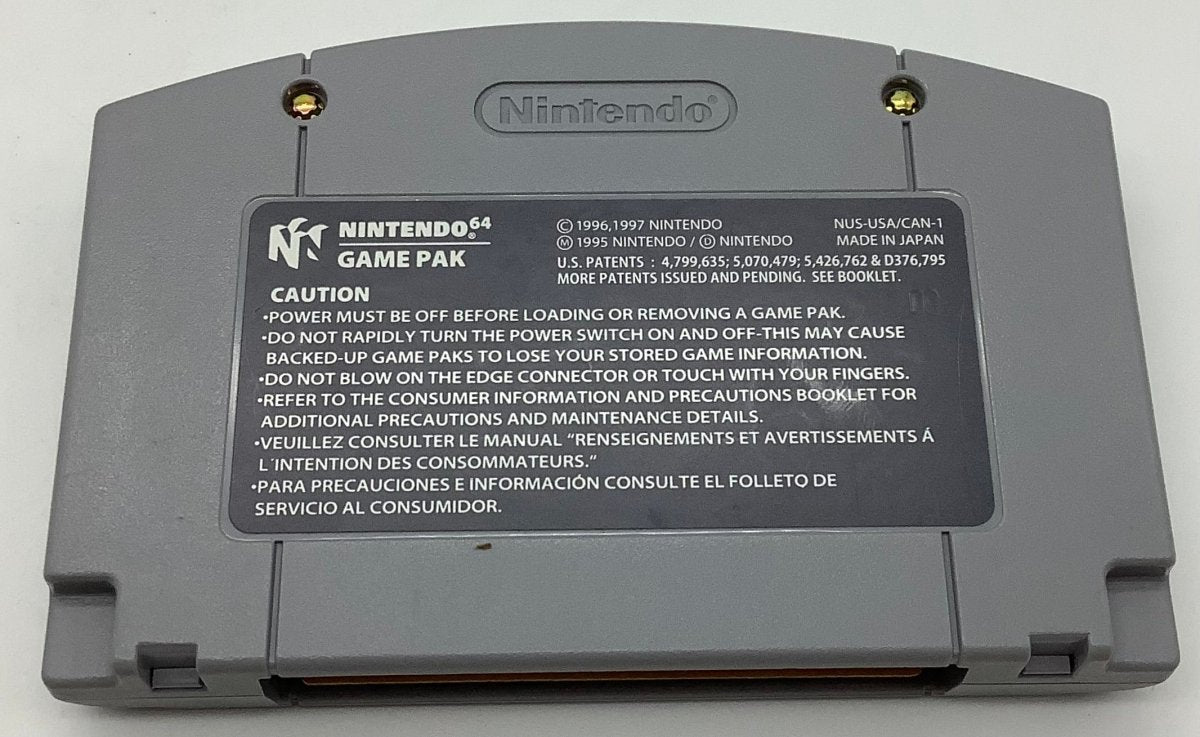 Nintendo®
NINTENDO®64
GAME PAK
© 1996,1997 NINTENDO
Ⓜ 1995 NINTENDO / Ⓓ NINTENDO
NUS-USA/CAN-1
MADE IN JAPAN
U.S. PATENTS : 4,799,635; 5,070,479; 5,426,762 & D376,795
MORE PATENTS ISSUED AND PENDING. SEE BOOKLET.
CAUTION
•POWER MUST BE OFF BEFORE LOADING OR REMOVING A GAME PAK.
•DO NOT RAPIDLY TURN THE POWER SWITCH ON AND OFF-THIS MAY CAUSE
BACKED-UP GAME PAKS TO LOSE YOUR STORED GAME INFORMATION.
•DO NOT BLOW ON THE EDGE CONNECTOR OR TOUCH WITH YOUR FINGERS.
•REFER TO THE CONSUMER INFORMATION AND PRECAUTIONS BOOKLET FOR
ADDITIONAL PRECAUTIONS AND MAINTENANCE DETAILS.
•VEUILLEZ CONSULTER LE MANUAL “RENSEIGNEMENTS ET AVERTISSEMENTS Á
L´INTENTION DES CONSOMMATEURS.”
•PARA PRECAUCIONES E INFORMACIÓN CONSULTE EL FOLLETO DE
SERVICIO AL CONSUMIDOR.